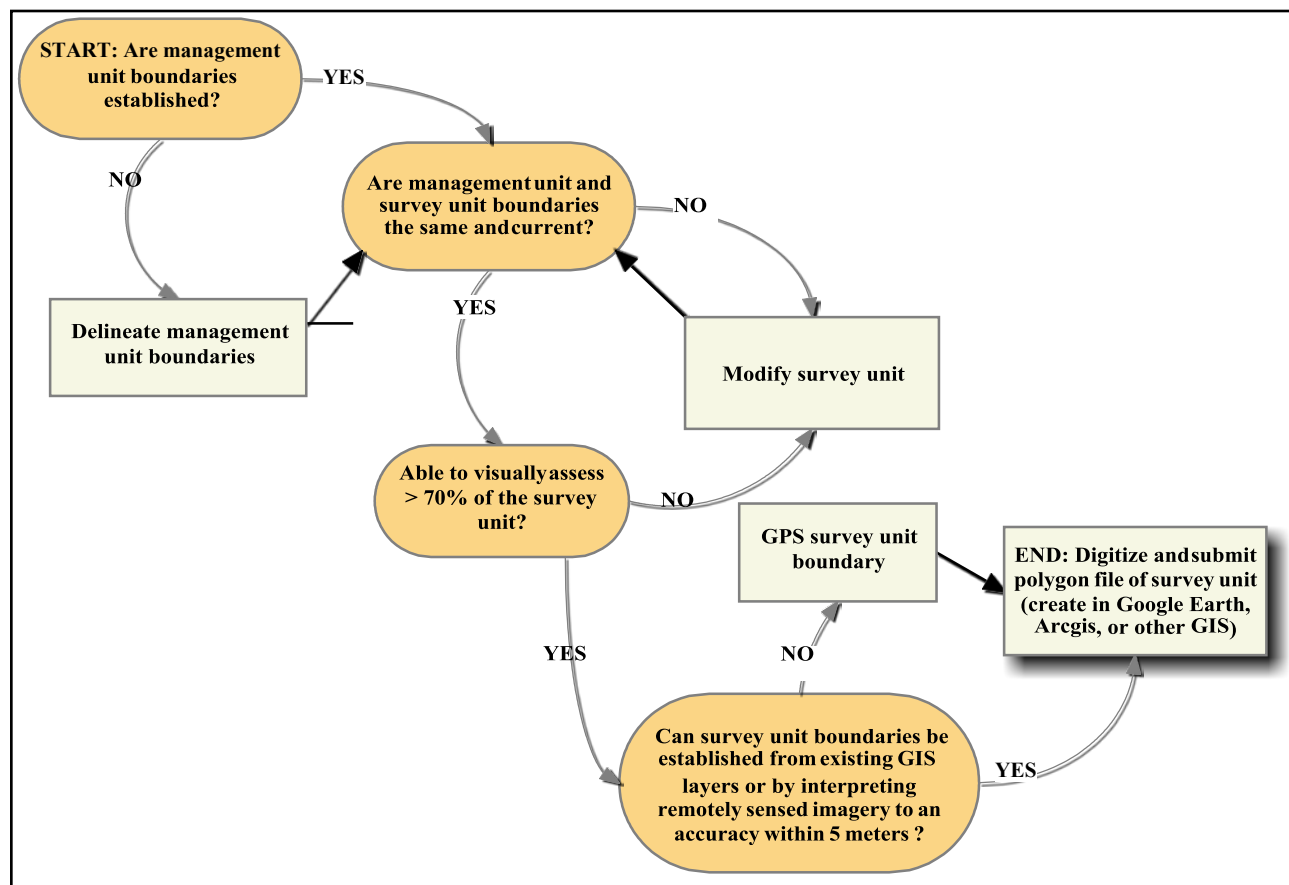 START: Are management
unit boundaries
established?
YES
NO
Are management unit and
survey unit boundaries
the same and current?
NO
Delineate management
unit boundaries
YES
Modify survey unit
Able to visually assess
> 70% of the survey
unit?
NO
GPS survey unit
boundary
END: Digitize and submit
polygon file of survey unit
(create in Google Earth,
Arcgis, or other GIS)
YES
NO
Can survey unit boundaries be
established from existing GIS
layers or by interpreting
remotely sensed imagery to an
accuracy within 5 meters ?
YES